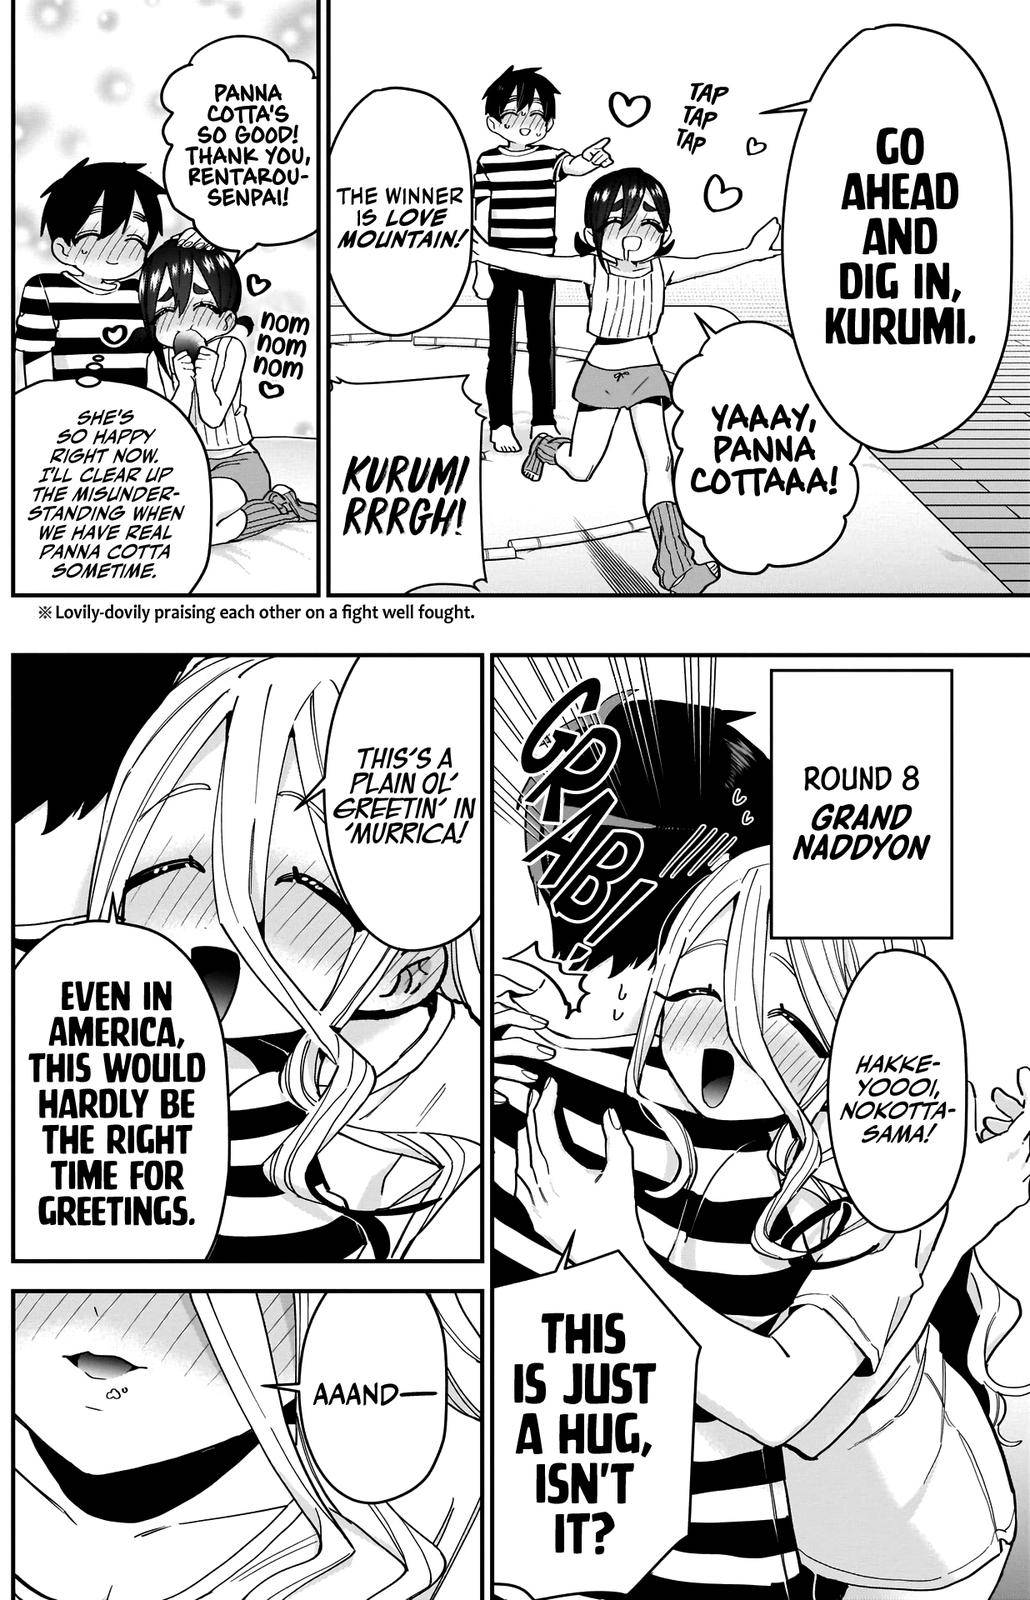 GO
AHEAD
AND
DIG IN,
KURUMI.
TAP
TAP
TAP
YAAAY,
PANNA
COTTAAA!
THE WINNER
IS LOVE
MOUNTAIN!
KURUMI
RRRGH!
PANNA
COTTA'S
SO GOOD!
THANK YOU,
RENTAROU-
SENPAI!
nom
nom
nom
SHE'S
SO HAPPY
RIGHT NOW.
I'LL CLEAR UP
THE MISUNDER-
STANDING WHEN
WE HAVE REAL
PANNA COTTA
SOMETIME.
※ Lovily-dovily praising each other on a fight well fought.
ROUND 8
GRAND
NADDYON
GRAB!
HAKKE-
YOOOI,
NOKOTTA-
SAMA!
THIS
IS JUST
A HUG,
ISN'T
IT?
THIS'S A
PLAIN OL'
GREETIN' IN
'MURRICA!
EVEN IN
AMERICA,
THIS WOULD
HARDLY BE
THE RIGHT
TIME FOR
GREETINGS.
AAAND—